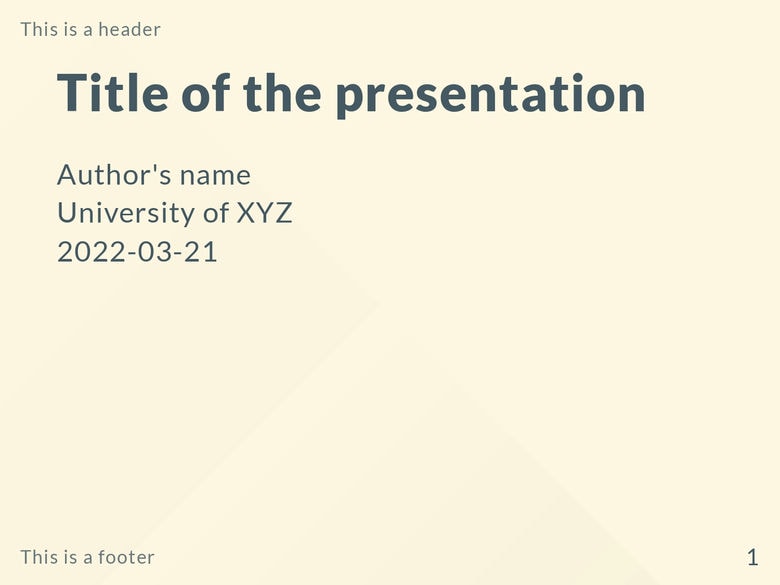 This is a header
Title of the presentation
Author's name
University of XYZ
2022-03-21
This is a footer
1